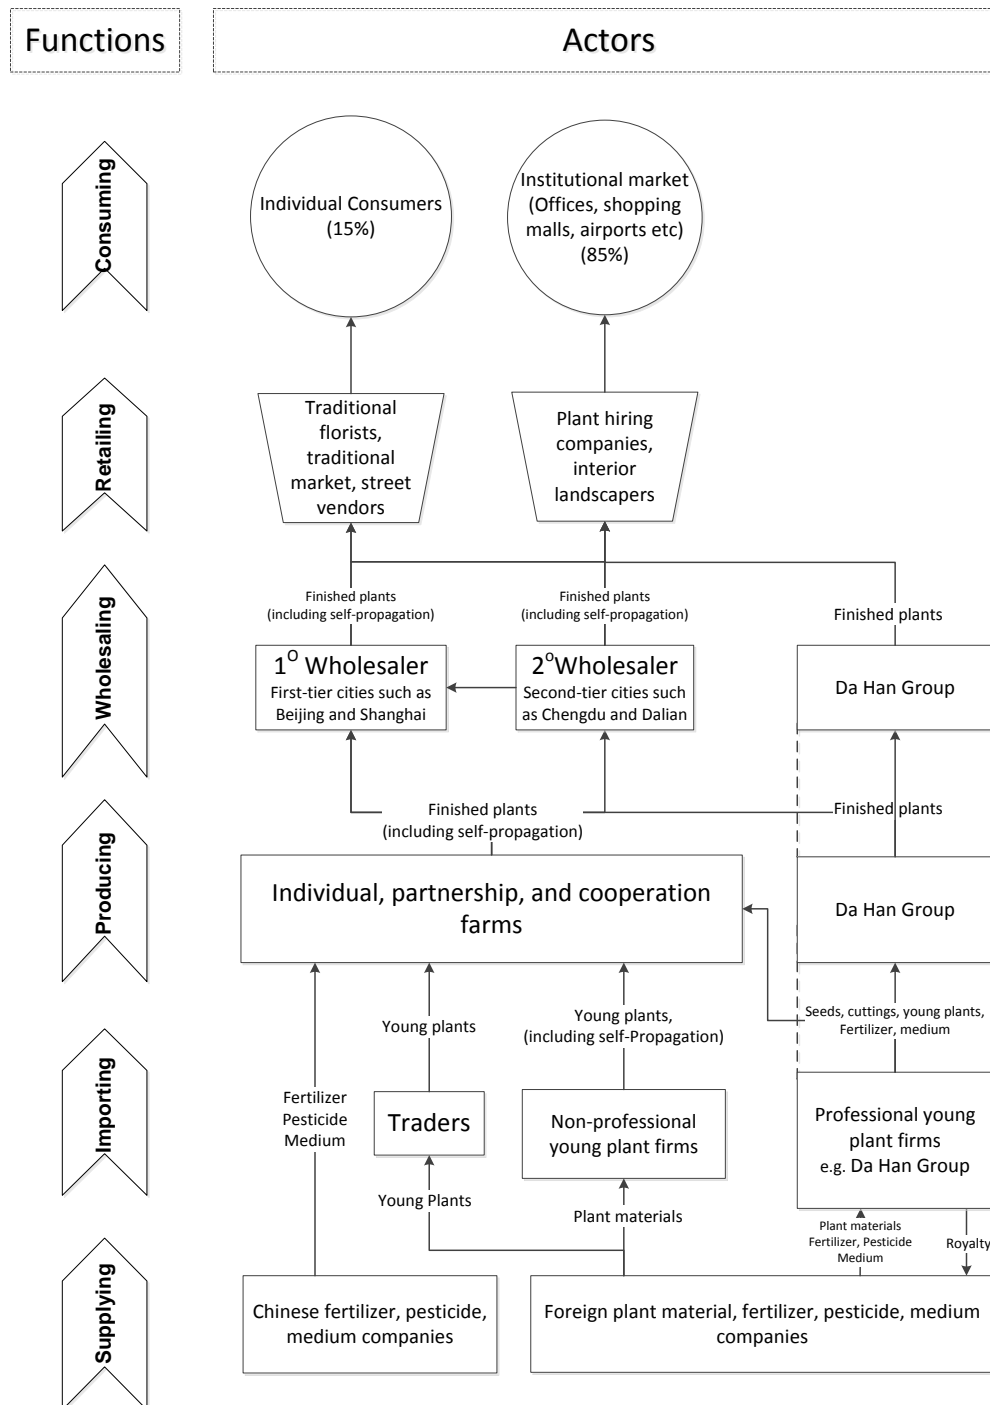 Functions
Actors
Consuming
Individual Consumers
(15%)
Institutional market
(Offices, shopping
malls, airports etc)
(85%)
Retailing
Traditional
florists,
traditional
market, street
vendors
Plant hiring
companies,
interior
landscapers
Wholesaling
Finished plants
(including self-propagation)
Finished plants
(including self-propagation)
Finished plants
1O Wholesaler
First-tier cities such as
Beijing and Shanghai
2oWholesaler
Second-tier cities such
as Chengdu and Dalian
Da Han Group
Producing
Finished plants
(including self-propagation)
Finished plants
Individual, partnership, and cooperation
farms
Da Han Group
Importing
Fertilizer
Pesticide
Medium
Young plants
Young plants,
(including self-Propagation)
Seeds, cuttings, young plants,
Fertilizer, medium
Traders
Non-professional
young plant firms
Professional young
plant firms
e.g. Da Han Group
Young Plants
Plant materials
Plant materials
Fertilizer, Pesticide
Medium
Royalty
Supplying
Chinese fertilizer, pesticide,
medium companies
Foreign plant material, fertilizer, pesticide, medium
companies